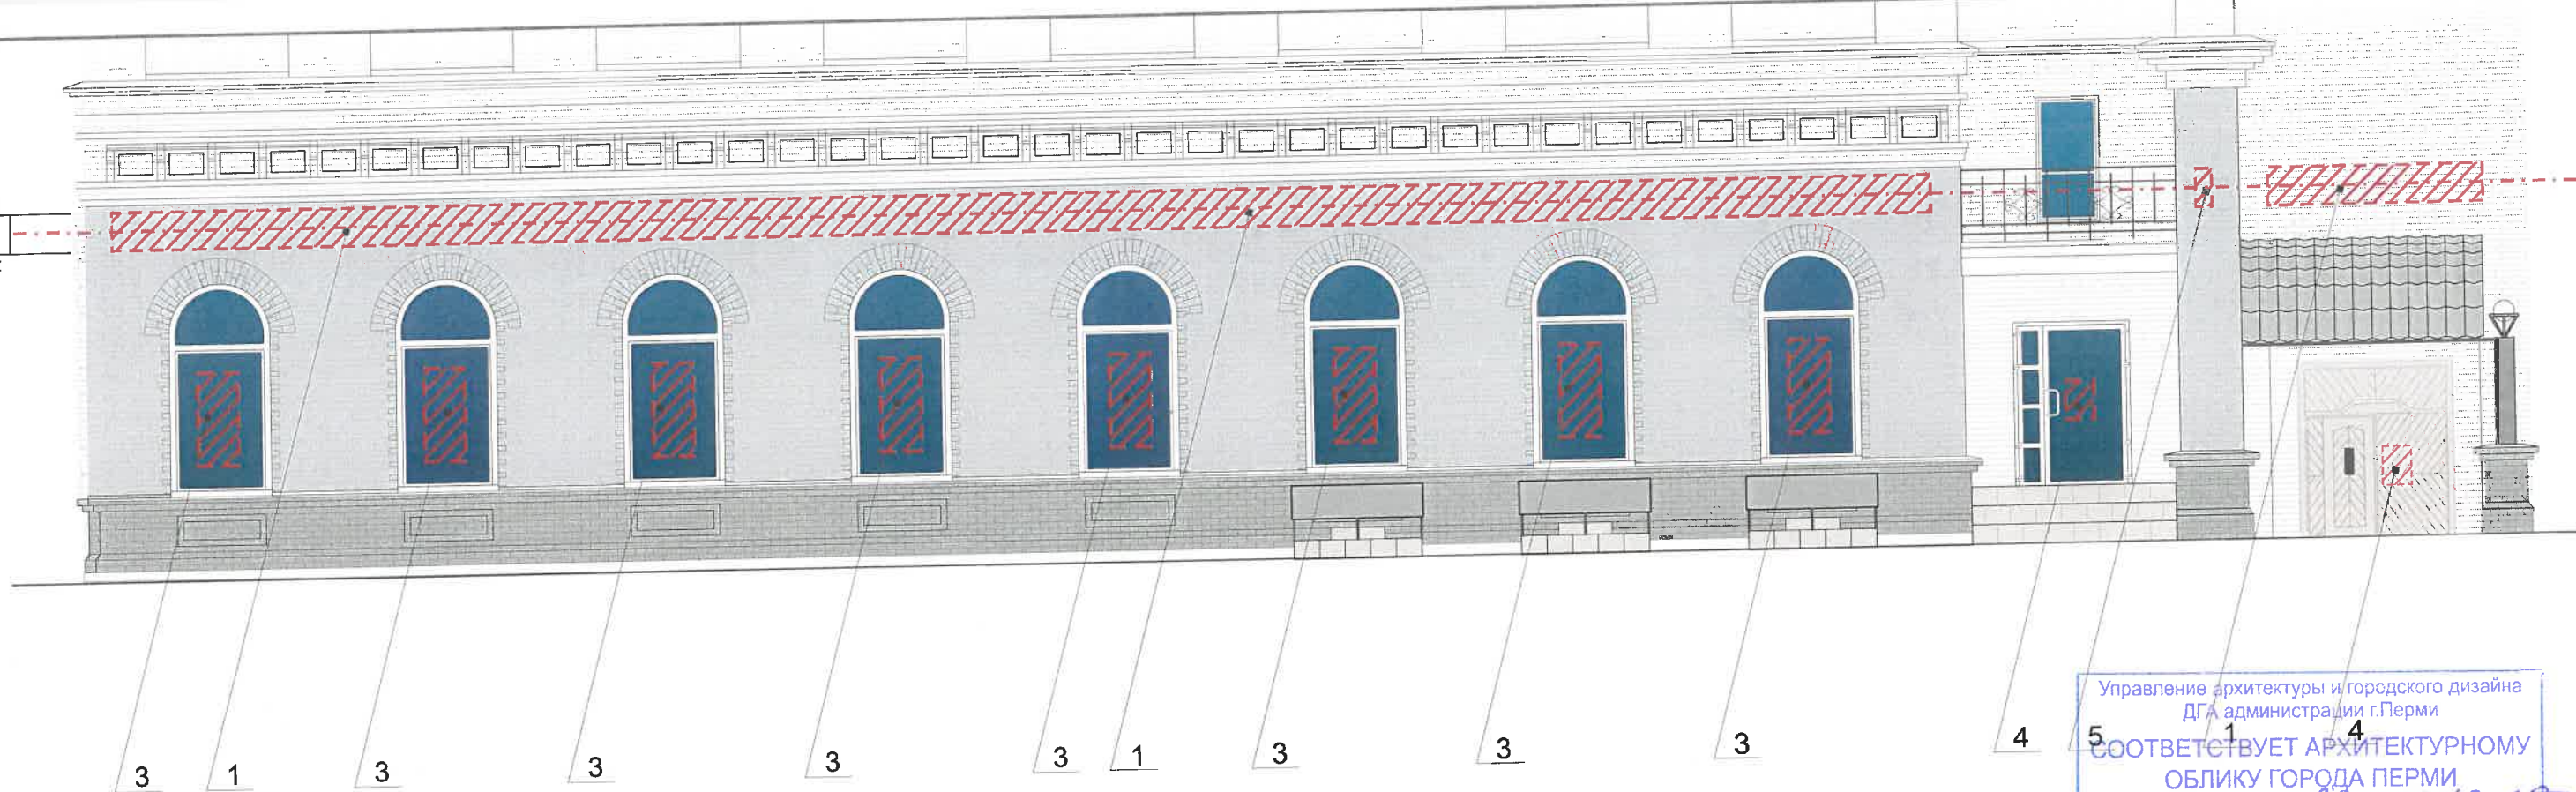 3 1 3 3 3 3 1 3 3 3 4 5 1 4
Управление архитектуры и городского дизайна
ДГА администрации г.Перми
СООТВЕТСТВУЕТ АРХИТЕКТУРНОМУ
ОБЛИКУ ГОРОДА ПЕРМИ